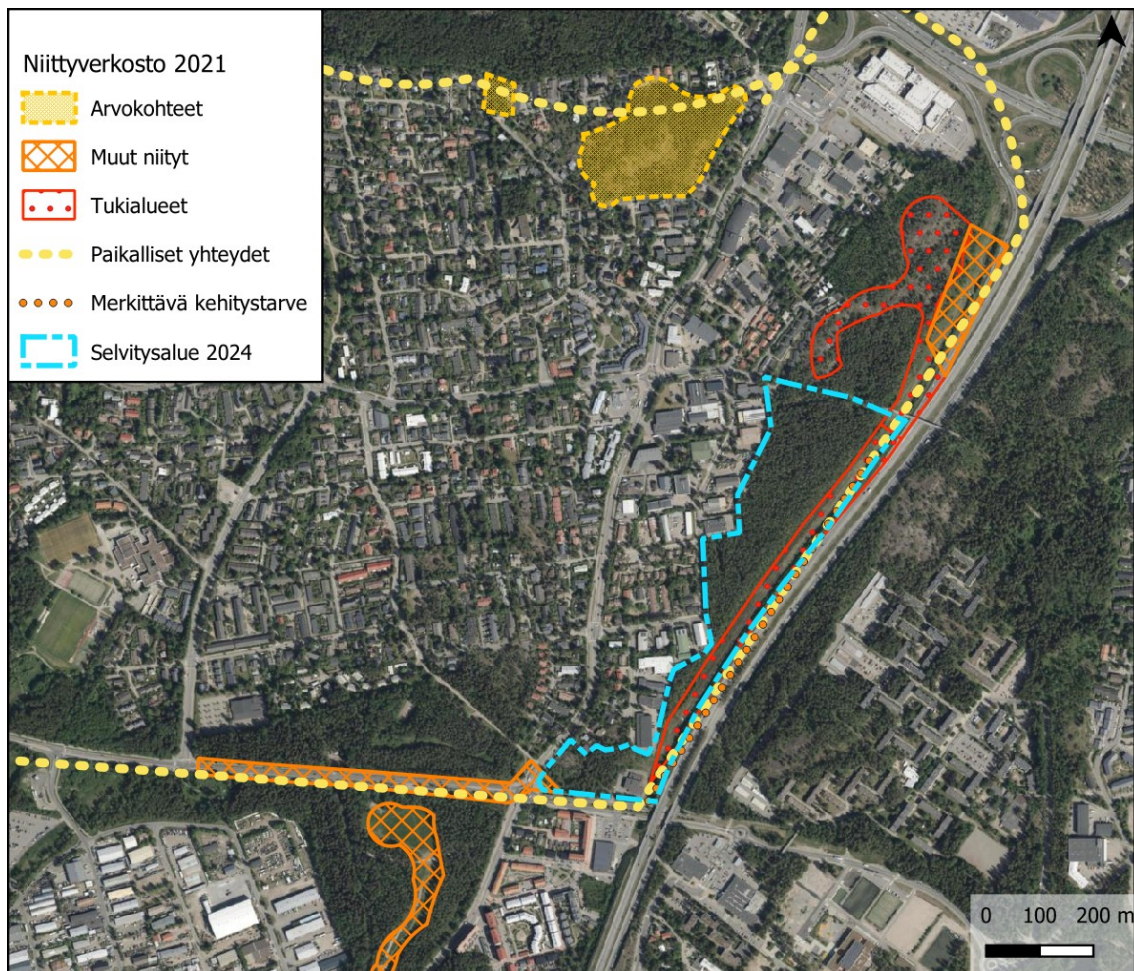 Niittyverkosto 2021
Arvokohteet
Muut niityt
Tukialueet
Paikalliset yhteydet
Merkittävä kehitystarve
Selvitysalue 2024
0 100 200 m